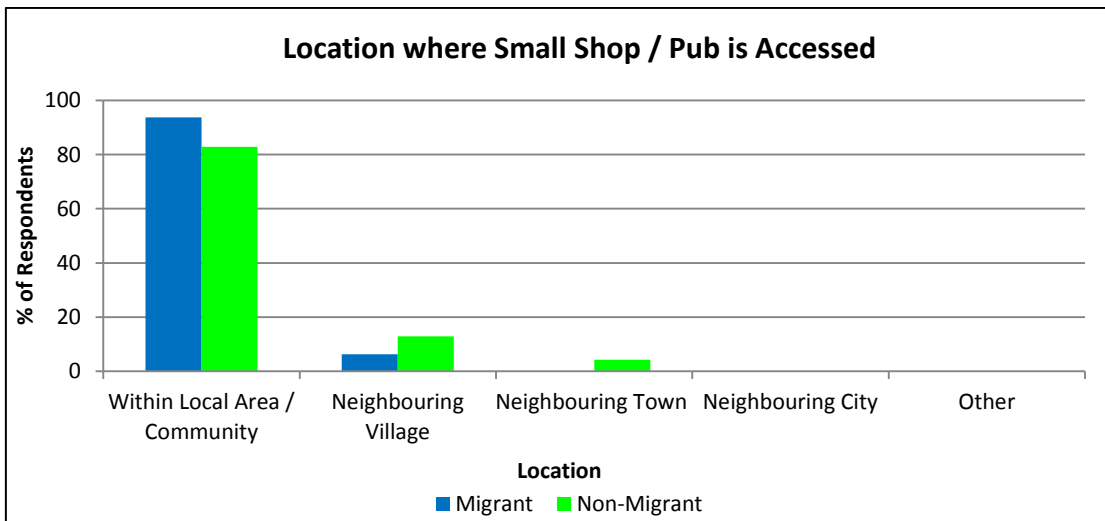 Location where Small Shop / Pub is Accessed
% of Respondents
100
80
60
40
20
0
Within Local Area /
Community
Neighbouring
Village
Neighbouring Town
Neighbouring City
Other
Location
Migrant
Non-Migrant